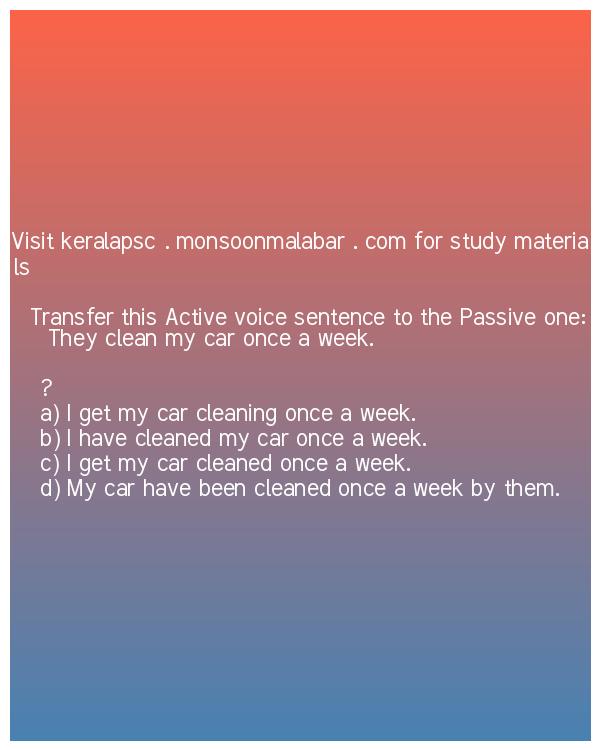 Visit keralapsc . monsoonmalabar . com for study materia
ls
Transfer this Active voice sentence to the Passive one:
They clean my car once a week.
?
a) I get my car cleaning once a week.
b) I have cleaned my car once a week.
c) I get my car cleaned once a week.
d) My car have been cleaned once a week by them.